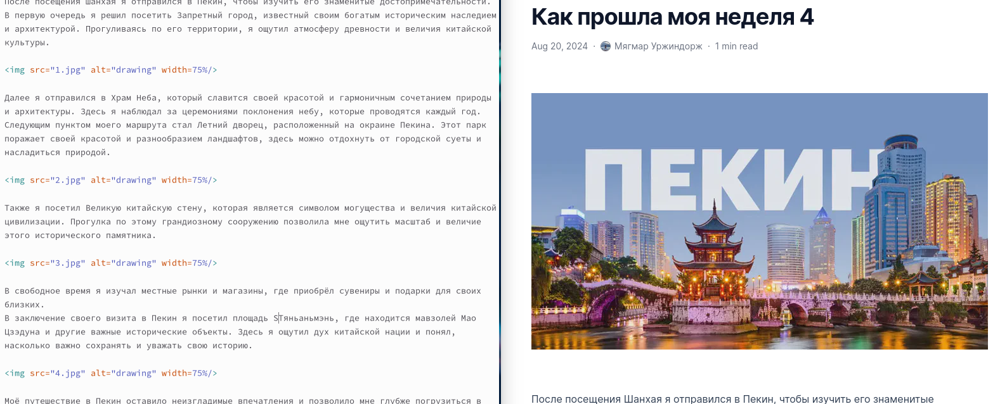 После посещения Шанхая я отправился в Пекин, чтобы изучить его знаменитые достопримечательности.
В первую очередь я решил посетить Запретный город, известный своим богатым историческим наследием
и архитектурой. Прогуливаясь по его территории, я ощутил атмосферу древности и величия китайской
культуры.
<img src="1.jpg" alt="drawing" width=75%/>
Далее я отправился в Храм Неба, который славится своей красотой и гармоничным сочетанием природы
и архитектуры. Здесь я наблюдал за церемониями поклонения небу, которые проводятся каждый год.
Следующим пунктом моего маршрута стал Летний дворец, расположенный на окраине Пекина. Этот парк
поражает своей красотой и разнообразием ландшафтов, здесь можно отдохнуть от городской суеты и
насладиться природой.
<img src="2.jpg" alt="drawing" width=75%/>
Также я посетил Великую китайскую стену, которая является символом могущества и величия китайской
цивилизации. Прогулка по этому грандиозному сооружению позволила мне ощутить масштаб и величие
этого исторического памятника.
<img src="3.jpg" alt="drawing" width=75%/>
В свободное время я изучал местные рынки и магазины, где приобрёл сувениры и подарки для своих
близких.
В заключение своего визита в Пекин я посетил площадь SТяньаньмэнь, где находится мавзолей Мао
Цзэдуна и другие важные исторические объекты. Здесь я ощутил дух китайской нации и понял,
насколько важно сохранять и уважать свою историю.
<img src="4.jpg" alt="drawing" width=75%/>
Моё путешествие в Пекин оставило неизгладимые впечатления и позволило мне глубже погрузиться в
Как прошла моя неделя 4
Aug 20, 2024 · Мягмар Уржиндорж · 1 min read
ПЕКИН
После посещения Шанхая я отправился в Пекин, чтобы изучить его знаменитые